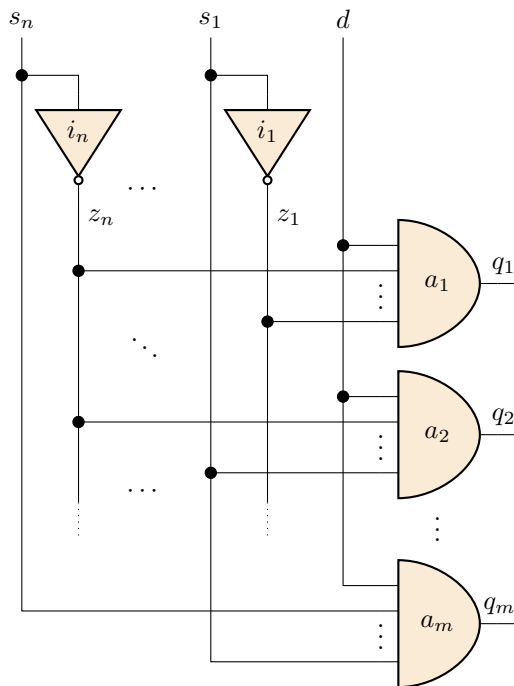 s_n s_1 d
i_n i_1
...
z_n z_1
q_1
a_1
⋮
⋱
q_2
a_2
⋮
...
⋮
q_m
a_m
⋮